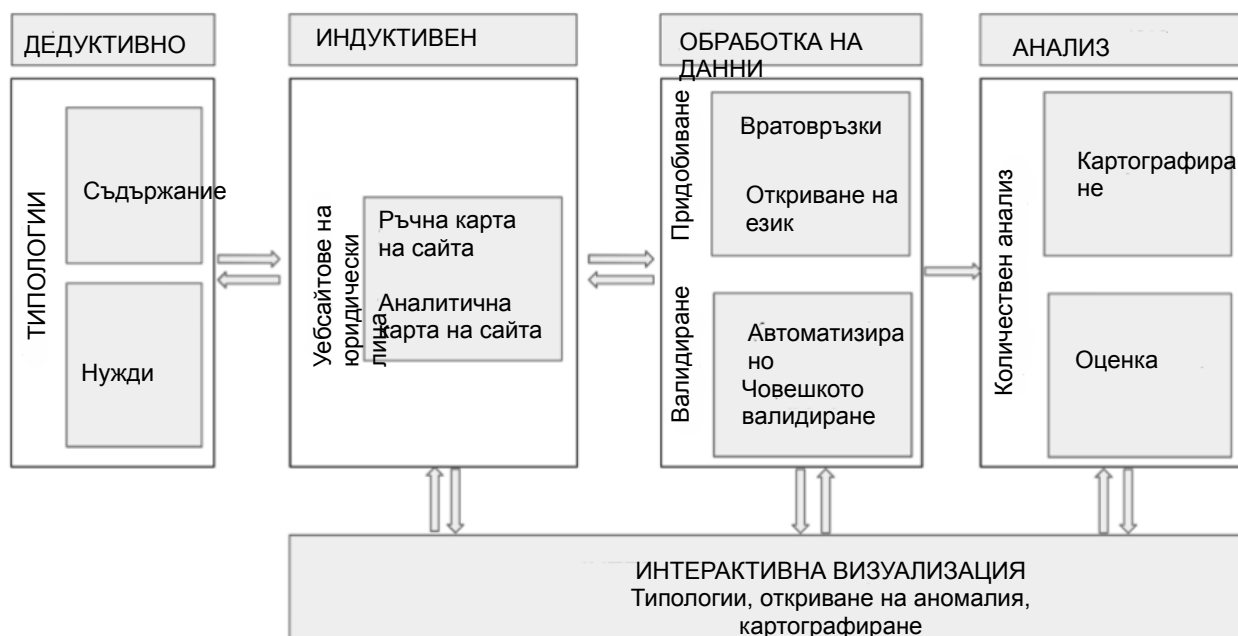 ДЕДУКТИВНО
ИНДУКТИВЕН
ОБРАБОТКА НА
ДАННИ
АНАЛИЗ
ТИПОЛОГИИ
Съдържание
Нужди
Уебсайтове на
юридически
лица
Ръчна карта
на сайта
Аналитична
карта на сайта
Придобиване
Вратовръзки
Откриване на
език
Валидиране
Автоматизира
но
Човешкото
валидиране
Количествен анализ
Картографира
не
Оценка
ИНТЕРАКТИВНА ВИЗУАЛИЗАЦИЯ
Типологии, откриване на аномалия,
картографиране